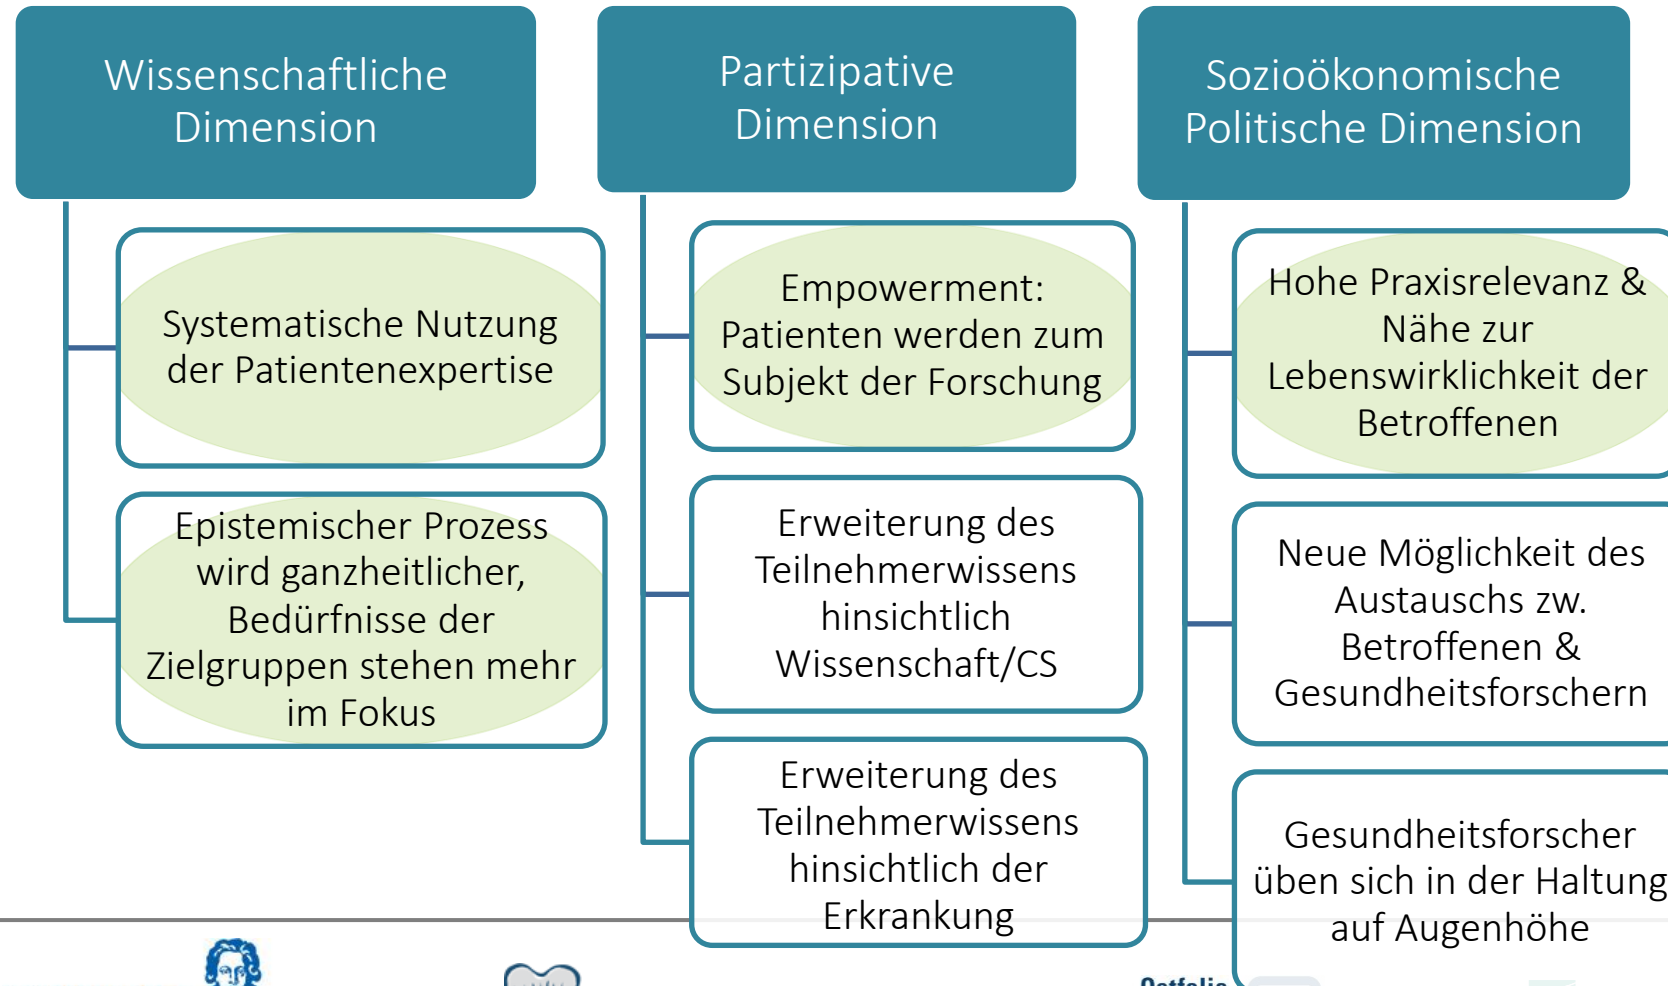 Wissenschaftliche
Dimension
Systematische Nutzung
der Patientenexpertise
Epistemischer Prozess
wird ganzheitlicher,
Bedürfnisse der
Zielgruppen stehen mehr
im Fokus
Partizipative
Dimension
Empowerment:
Patienten werden zum
Subjekt der Forschung
Erweiterung des
Teilnehmerwissens
hinsichtlich
Wissenschaft/CS
Erweiterung des
Teilnehmerwissens
hinsichtlich der
Erkrankung
Sozioökonomische
Politische Dimension
Hohe Praxisrelevanz &
Nähe zur
Lebenswirklichkeit der
Betroffenen
Neue Möglichkeit des
Austauschs zw.
Betroffenen &
Gesundheitsforschern
Gesundheitsforscher
üben sich in der Haltung
auf Augenhöhe
Ostfalia